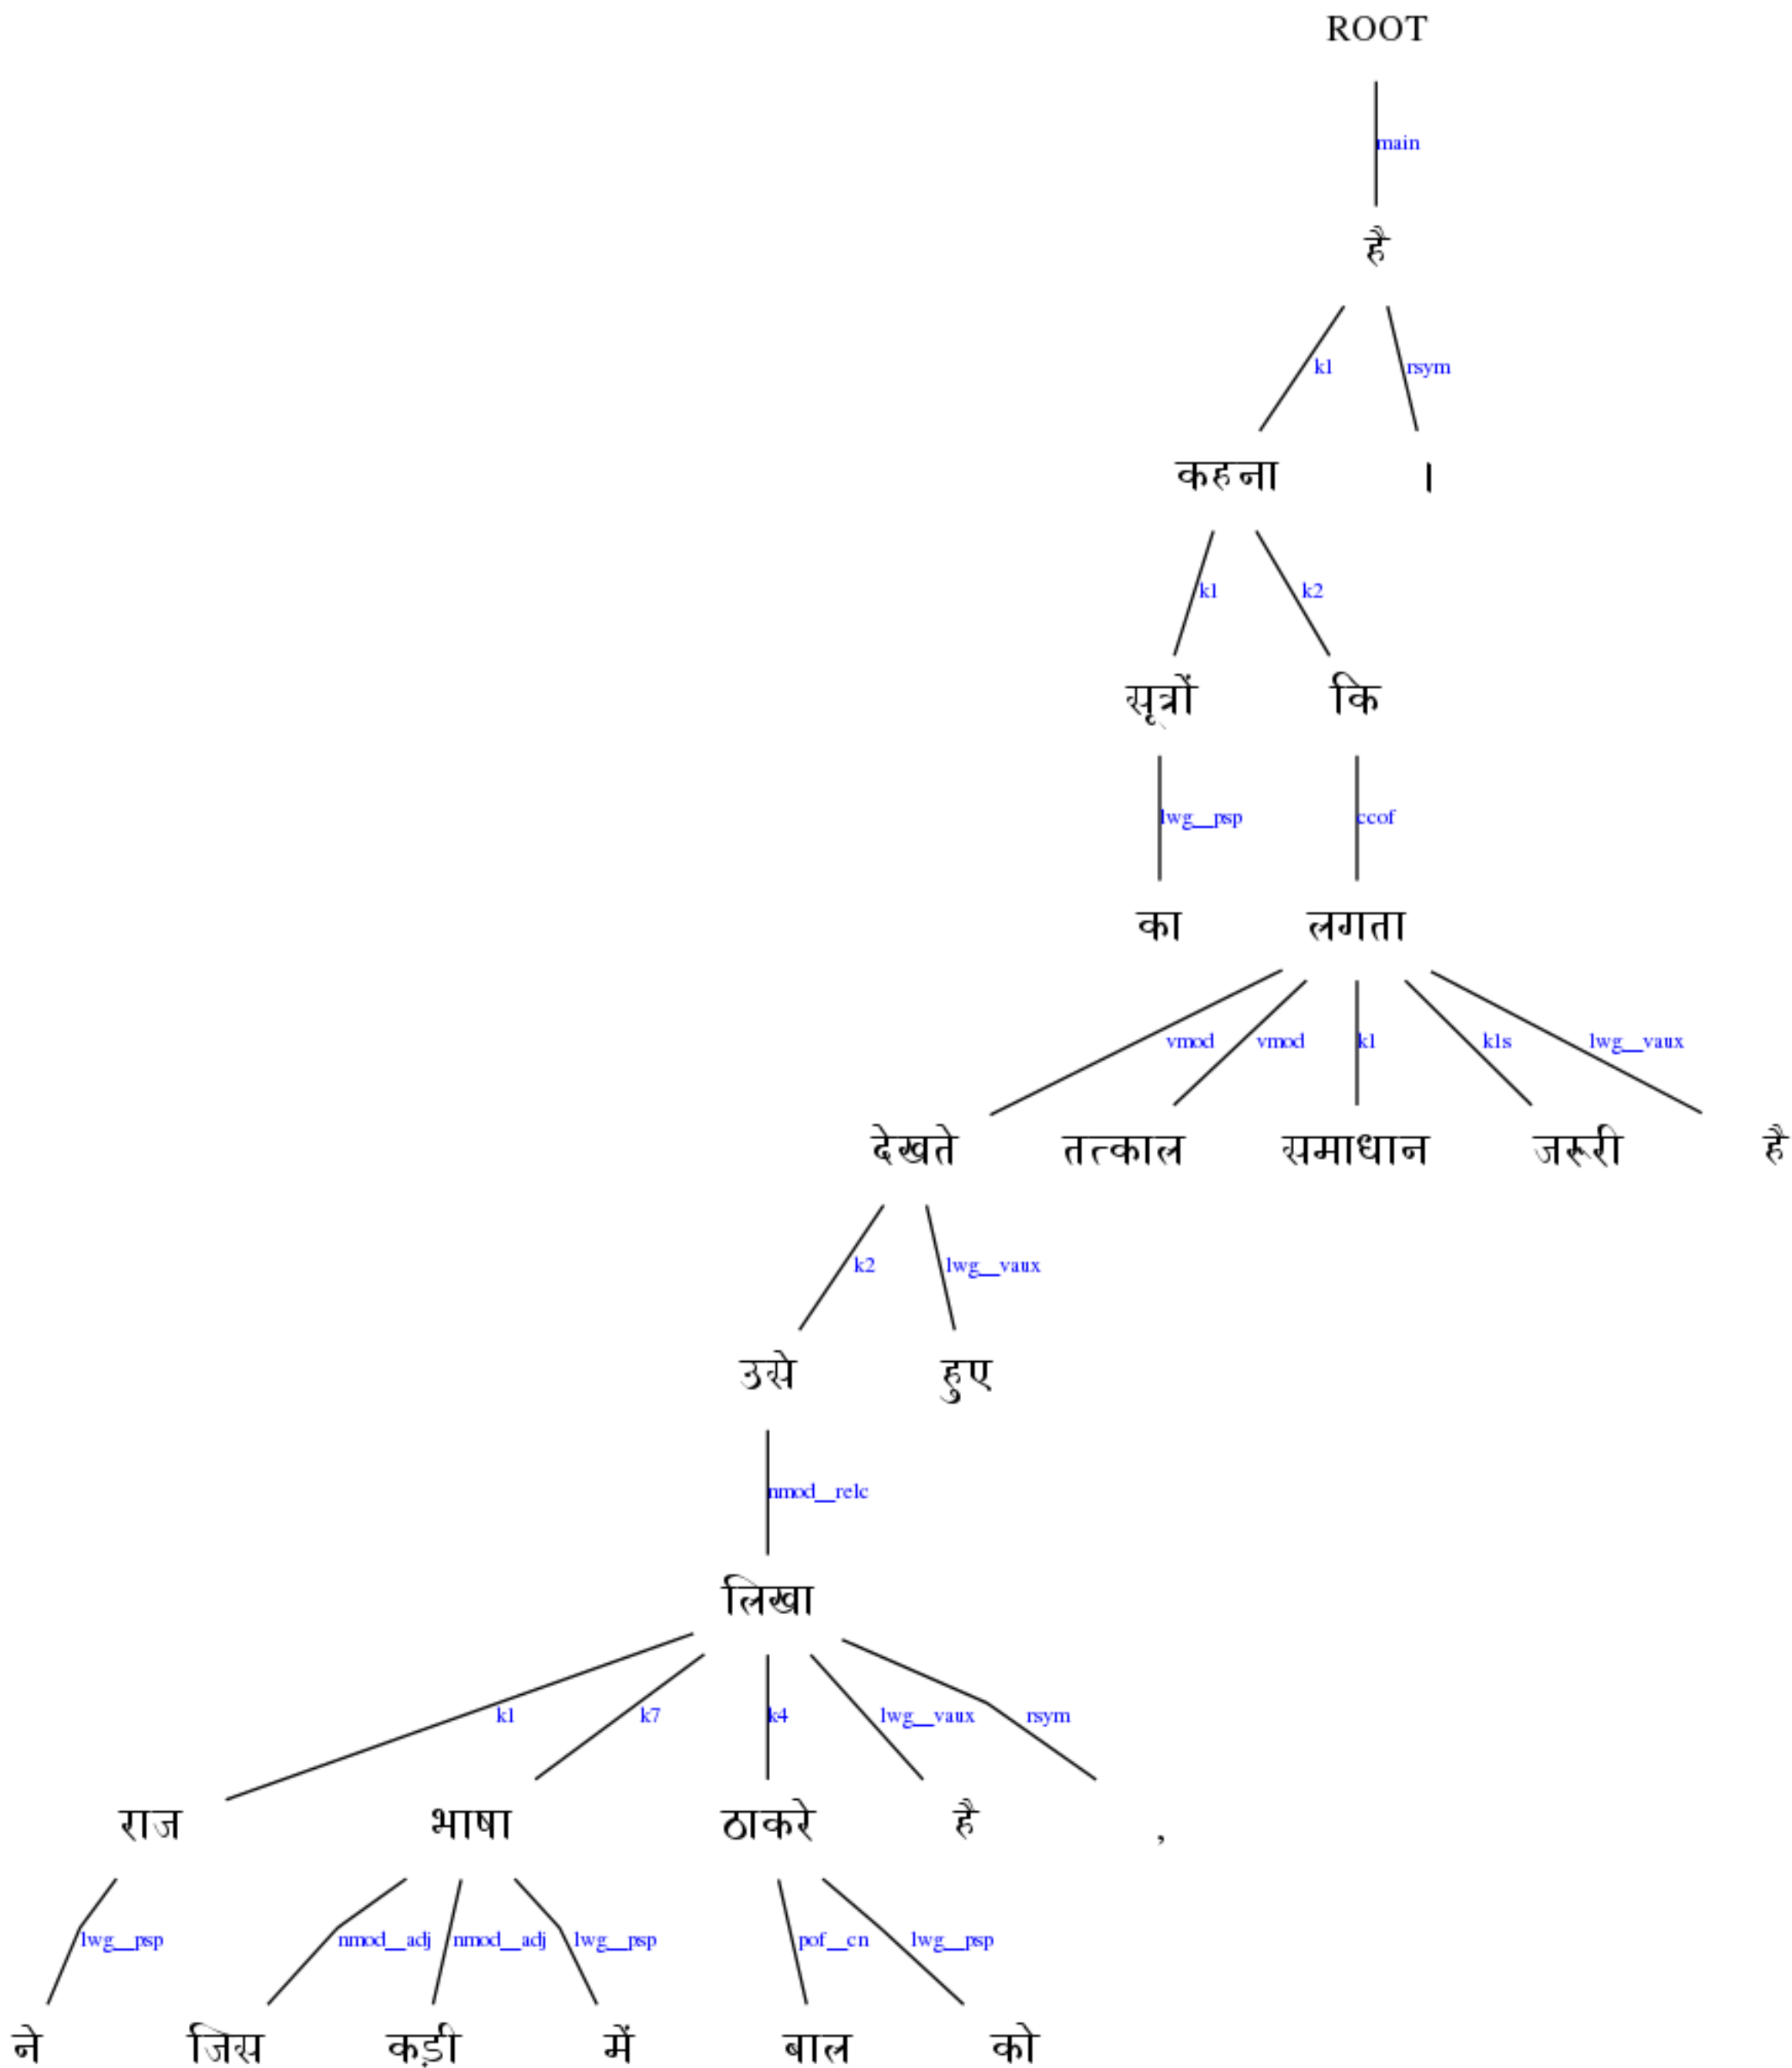 ROOT
main
है
k1 rsym
कहना ।
k1 k2
सूत्रों कि
lwg__psp ccof
का लगता
vmod vmod k1 k1s lwg__vaux
देखते तत्काल समाधान जरूरी है
k2 lwg__vaux
उसे हुए
nmod__relc
लिखा
k1 k7 k4 lwg__vaux rsym
राज भाषा ठाकरे है ,
lwg__psp nmod__adj nmod__adj lwg__psp pof__cn lwg__psp
ने जिस कड़ी में बाल को